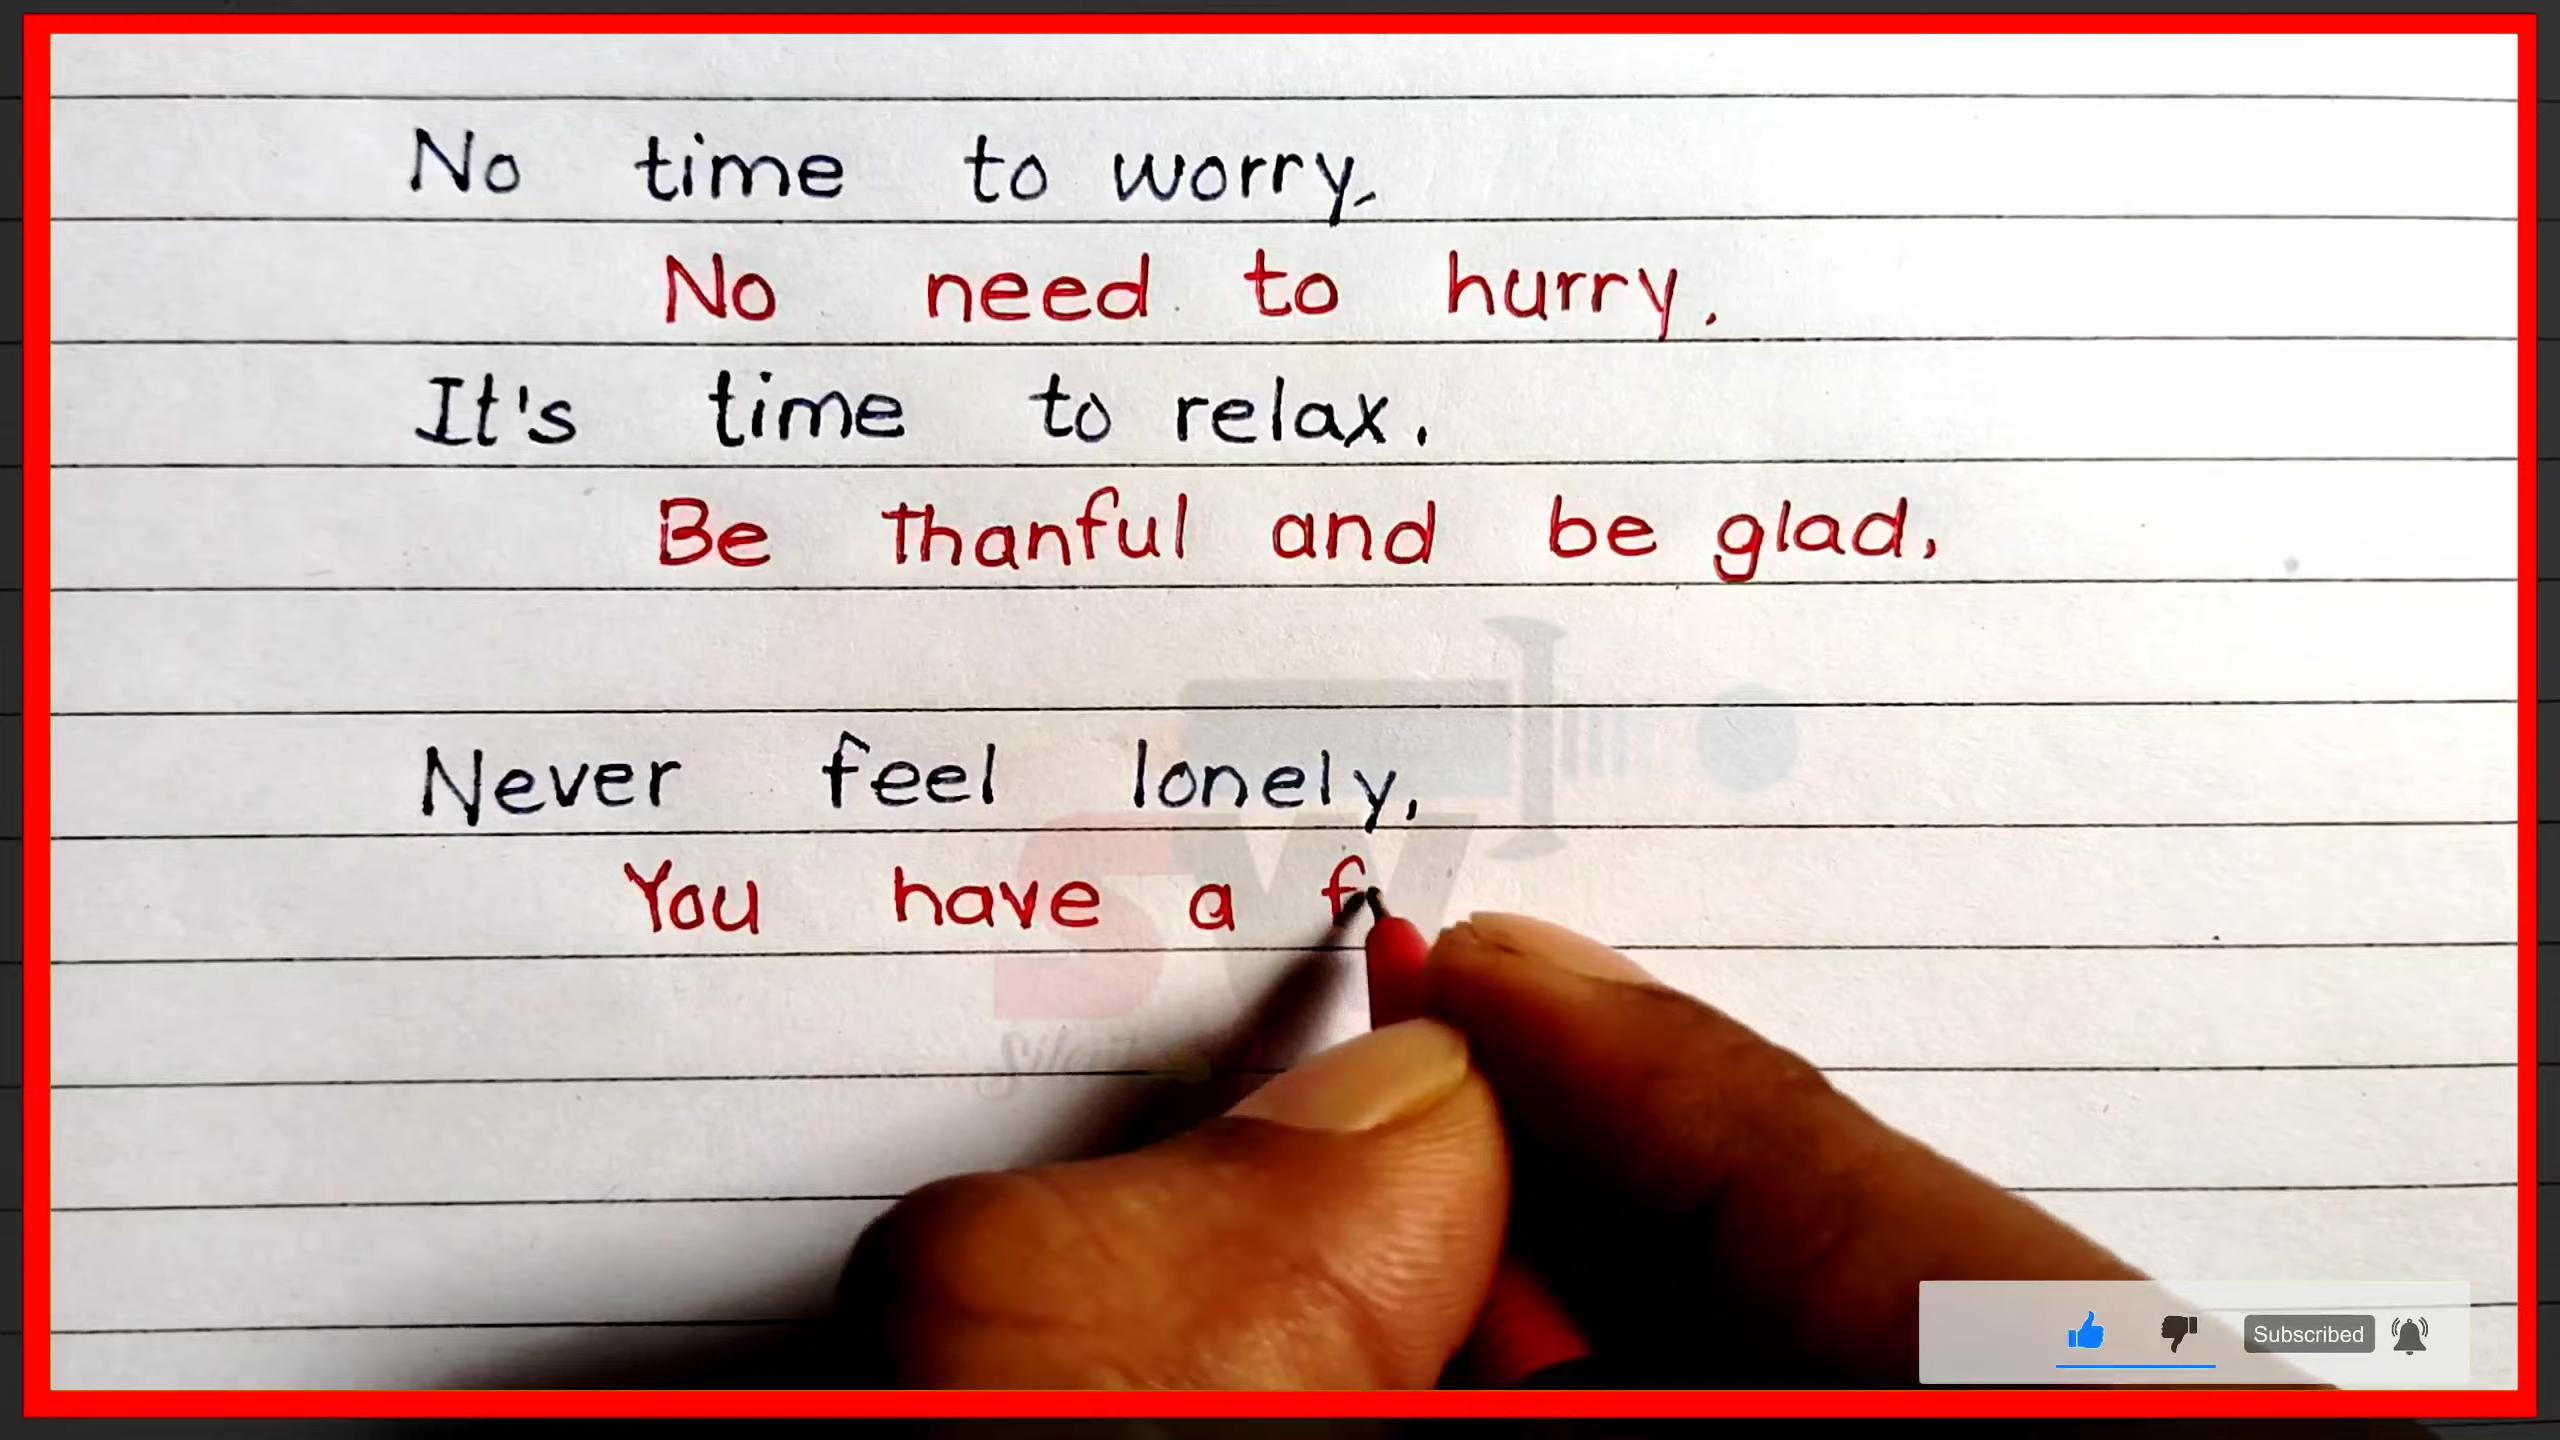 No time to worry,
No need to hurry.
It's time to relax.
Be thanful and be glad.
Never feel lonely,
You have a f
SW
Subscribed